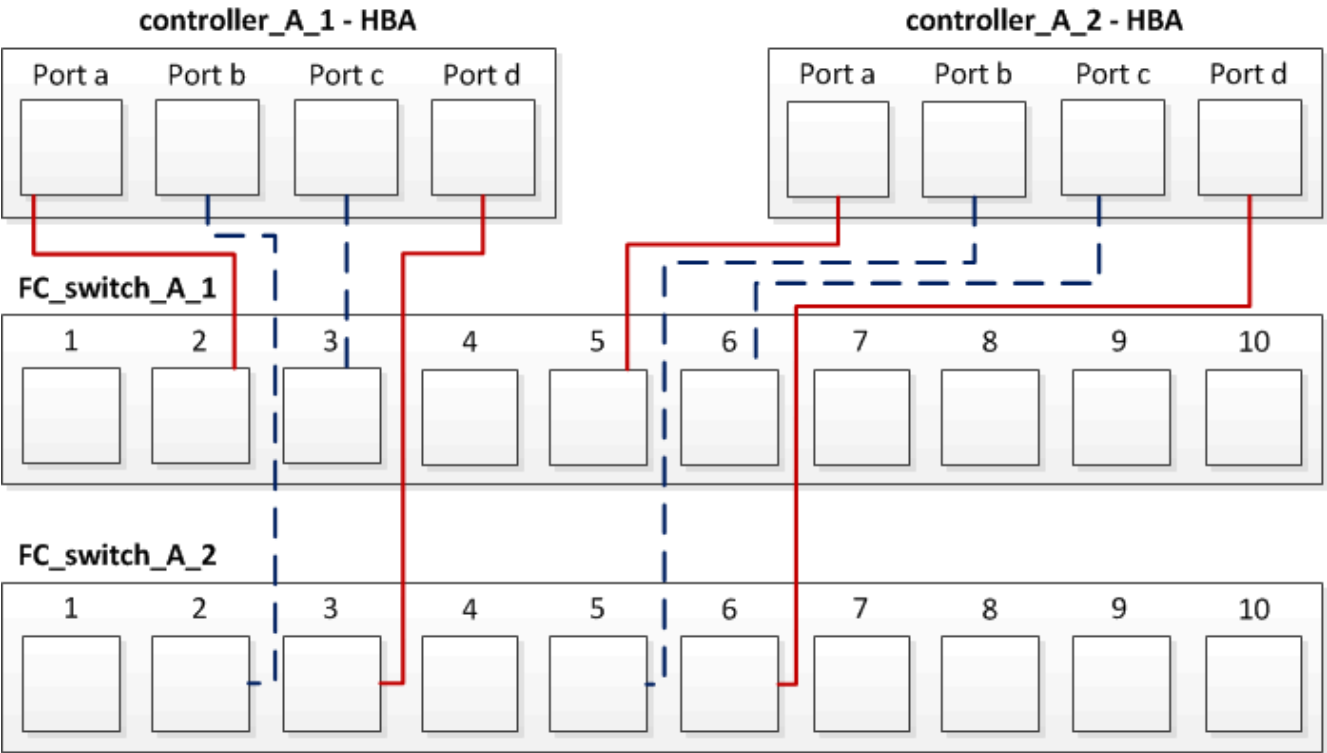 controller_A_1 - HBA controller_A_2 - HBA
Port a Port b Port c Port d Port a Port b Port c Port d
FC_switch_A_1
1 2 3 4 5 6 7 8 9 10
FC_switch_A_2
1 2 3 4 5 6 7 8 9 10